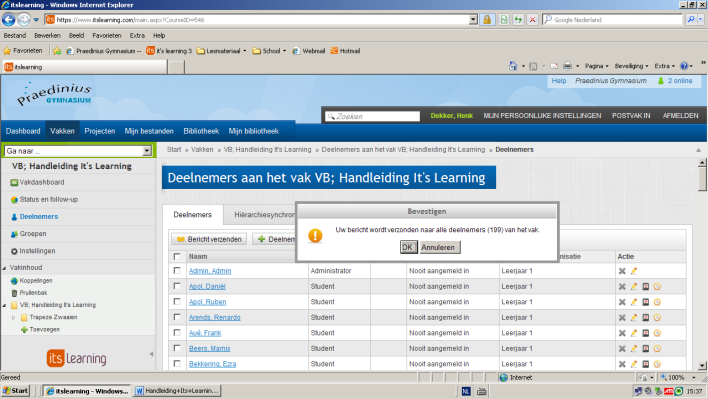 itslearning - Windows Internet Explorer
https://www.itslearning.com/main.aspx?CourseID=546
Google Nederland
Bestand Bewerken Beeld Favorieten Extra Help
Favorieten Praedinius Gymnasium -- it's learning 3 Lesmateriaal School Webmail Hotmail
itslearning
Pagina Beveiliging Extra
Praedinius GYMNASIUM
Help Praedinius Gymnasium 2 online
Zoeken Dekker, Henk MIJN PERSOONLIJKE INSTELLINGEN POSTVAK IN AFMELDEN
Dashboard Vakken Projecten Mijn bestanden Bibliotheek Mijn bibliotheek
Ga naar ...
Start » Vakken » VB; Handleiding It's Learning » Deelnemers aan het vak VB; Handleiding It's Learning » Deelnemers
VB; Handleiding It's Learning
Vakdashboard
Status en follow-up
Deelnemers
Groepen
Instellingen
Vakinhoud
Koppelingen
Prullenbak
VB; Handleiding It's Learning
Trapeze Zwaaien
Toevoegen
its Learning
Deelnemers aan het vak VB; Handleiding It's Learning
Deelnemers Hiërarchiesynchron
Bericht verzenden Deelnem
Bevestigen
Uw bericht wordt verzonden naar alle deelnemers (199) van het vak.
OK Annuleren
Naam nisatie Actie
Admin, Admin Administrator Nooit aangemeld in Leerjaar 1
Apol, Daniël Student Nooit aangemeld in Leerjaar 1
Apol, Ruben Student Nooit aangemeld in Leerjaar 1
Arends, Renardo Student Nooit aangemeld in Leerjaar 1
Aué, Frank Student Nooit aangemeld in Leerjaar 1
Beers, Marnix Student Nooit aangemeld in Leerjaar 1
Bekkering, Ezra Student Nooit aangemeld in Leerjaar 1
Gereed Internet 100%
Start itslearning - Windows... Handleiding+Its+Learnin... NL 15:37